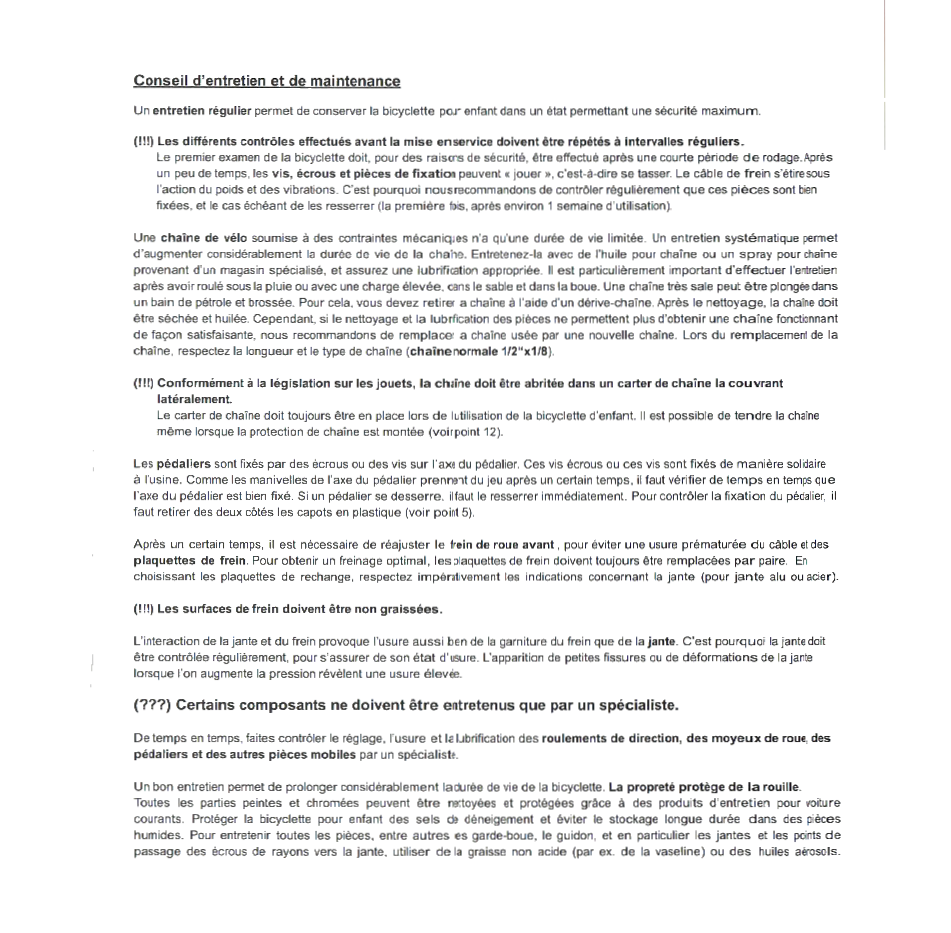 Conseil d'entretien et de maintenance
Un entretien régulier permet de conserver la bicyclette pour enfant dans un état permettant une sécurité maximum.
(!!!) Les différents contrôles effectués avant la mise enservice doivent être répétés à intervalles réguliers.
Le premier examen de la bicyclette doit, pour des raisons de sécurité, être effectué après une courte période de rodage. Après
un peu de temps, les vis, écrous et pièces de fixation peuvent « jouer », c'est-à-dire se tasser. Le câble de frein s'étire sous
l'action du poids et des vibrations. C'est pourquoi nous recommandons de contrôler régulièrement que ces pièces sont bien
fixées, et le cas échéant de les resserrer (la première fois, après environ 1 semaine d'utilisation).
Une chaîne de vélo soumise à des contraintes mécaniques n'a qu'une durée de vie limitée. Un entretien systématique permet
d'augmenter considérablement la durée de vie de la chaîne. Entretenez-la avec de l'huile pour chaîne ou un spray pour chaîne
provenant d'un magasin spécialisé, et assurez une lubrification appropriée. Il est particulièrement important d'effectuer l'entretien
après avoir roulé sous la pluie ou avec une charge élevée, dans le sable et dans la boue. Une chaîne très sale peut être plongée dans
un bain de pétrole et brossée. Pour cela, vous devez retirer la chaîne à l'aide d'un dérive-chaîne. Après le nettoyage, la chaîne doit
être séchée et huilée. Cependant, si le nettoyage et la lubrification des pièces ne permettent plus d'obtenir une chaîne fonctionnant
de façon satisfaisante, nous recommandons de remplacer la chaîne usée par une nouvelle chaîne. Lors du remplacement de la
chaîne, respectez la longueur et le type de chaîne (chaîne normale 1/2"x1/8).
(!!!) Conformément à la législation sur les jouets, la chaîne doit être abritée dans un carter de chaîne la couvrant
latéralement.
Le carter de chaîne doit toujours être en place lors de l'utilisation de la bicyclette d'enfant. Il est possible de tendre la chaîne
même lorsque la protection de chaîne est montée (voir point 12).
Les pédaliers sont fixés par des écrous ou des vis sur l'axe du pédalier. Ces vis écrous ou ces vis sont fixés de manière solidaire
à l'usine. Comme les manivelles de l'axe du pédalier prennent du jeu après un certain temps, il faut vérifier de temps en temps que
l'axe du pédalier est bien fixé. Si un pédalier se desserre, il faut le resserrer immédiatement. Pour contrôler la fixation du pédalier, il
faut retirer des deux côtés les capots en plastique (voir point 5).
Après un certain temps, il est nécessaire de réajuster le frein de roue avant, pour éviter une usure prématurée du câble et des
plaquettes de frein. Pour obtenir un freinage optimal, les plaquettes de frein doivent toujours être remplacées par paire. En
choisissant les plaquettes de rechange, respectez impérativement les indications concernant la jante (pour jante alu ou acier).
(!!!) Les surfaces de frein doivent être non graissées.
L'interaction de la jante et du frein provoque l'usure aussi bien de la garniture du frein que de la jante. C'est pourquoi la jante doit
être contrôlée régulièrement, pour s'assurer de son état d'usure. L'apparition de petites fissures ou de déformations de la jante
lorsque l'on augmente la pression révèlent une usure élevée.
(???) Certains composants ne doivent être entretenus que par un spécialiste.
De temps en temps, faites contrôler le réglage, l'usure et la lubrification des roulements de direction, des moyeux de roue, des
pédaliers et des autres pièces mobiles par un spécialiste.
Un bon entretien permet de prolonger considérablement la durée de vie de la bicyclette. La propreté protège de la rouille.
Toutes les parties peintes et chromées peuvent être nettoyées et protégées grâce à des produits d'entretien pour voiture
courants. Protéger la bicyclette pour enfant des sels de déneigement et éviter le stockage longue durée dans des pièces
humides. Pour entretenir toutes les pièces, entre autres les garde-boue, le guidon, et en particulier les jantes et les points de
passage des écrous de rayons vers la jante, utiliser de la graisse non acide (par ex. de la vaseline) ou des huiles aérosols.